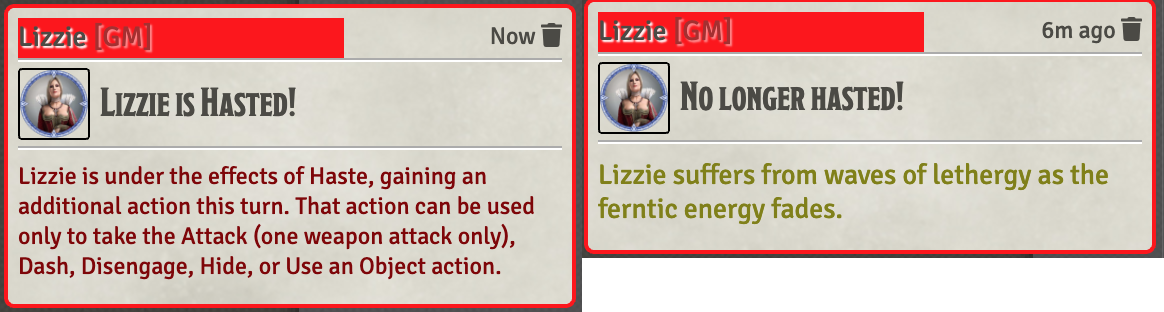 Lizzie [GM]
Now
Lizzie is Hasted!
Lizzie is under the effects of Haste, gaining an
additional action this turn. That action can be used
only to take the Attack (one weapon attack only),
Dash, Disengage, Hide, or Use an Object action.
Lizzie [GM]
6m ago
No longer hasted!
Lizzie suffers from waves of lethergy as the
ferntic energy fades.